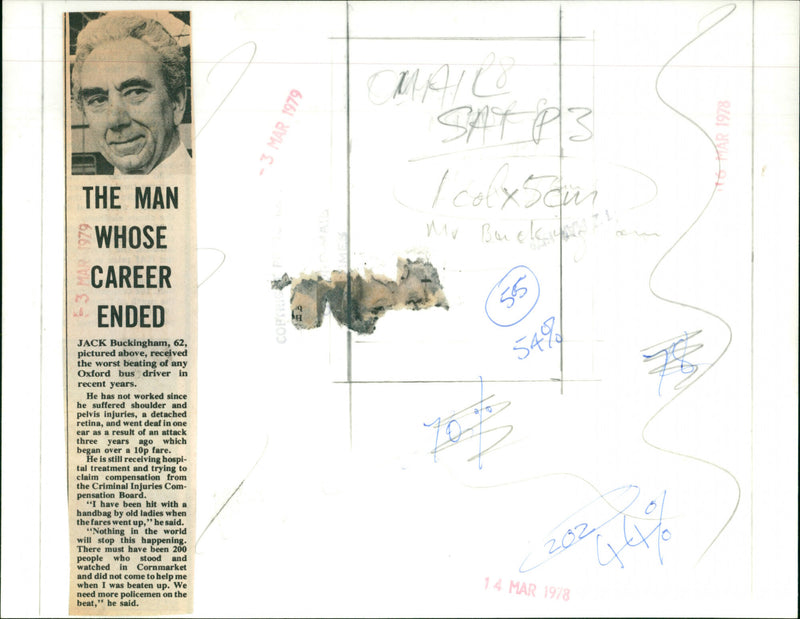 THE MAN
WHOSE
CAREER
ENDED
JACK Buckingham, 62,
pictured above, received
the worst beating of any
Oxford bus driver in
recent years.
He has not worked since
he suffered shoulder and
pelvis injuries, a detached
retina, and went deaf in one
ear as a result of an attack
three years ago which
began over a 10p fare.
He is still receiving hospi-
tal treatment and trying to
claim compensation from
the Criminal Injuries Com-
pensation Board.
"I have been hit with a
handbag by old ladies when
the fares went up," he said.
"Nothing in the world
will stop this happening.
There must have been 200
people who stood and
watched in Cornmarket
and did not come to help me
when I was beaten up. We
need more policemen on the
beat," he said.
-3 MAR 1979
-3 MAR 1979
SAT P3
1 col x 5cm
Mr Buckingham
55
54%
16 MAR 1978
78
70%
202
44%
14 MAR 1978